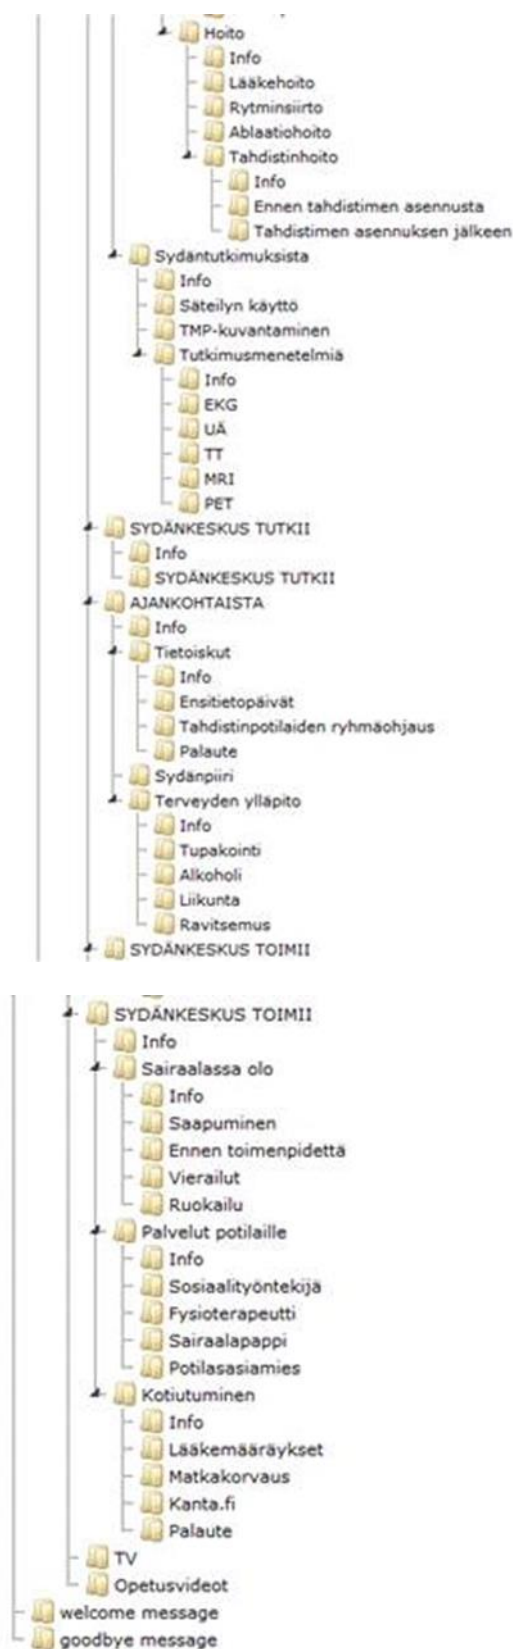 Hoito
Info
Lääkehoito
Rytminsiirto
Ablaatiohoito
Tahdistinhoito
Info
Ennen tahdistimen asennusta
Tahdistimen asennuksen jälkeen
Sydäntutkimuksista
Info
Säteilyn käyttö
TMP-kuvantaminen
Tutkimusmenetelmiä
Info
EKG
UÄ
TT
MRI
PET
SYDÄNKESKUS TUTKII
Info
SYDÄNKESKUS TUTKII
AJANKOHTAISTA
Info
Tietoiskut
Info
Ensitietopäivät
Tahdistinpotilaiden ryhmäohjaus
Palaute
Sydänpiiri
Terveyden ylläpito
Info
Tupakointi
Alkoholi
Liikunta
Ravitsemus
SYDÄNKESKUS TOIMII
SYDÄNKESKUS TOIMII
Info
Sairaalassa olo
Info
Saapuminen
Ennen toimenpidettä
Vierailut
Ruokailu
Palvelut potilaille
Info
Sosiaalityöntekijä
Fysioterapeutti
Sairaalapappi
Potilasasiamies
Kotiutuminen
Info
Lääkemääräykset
Matkakorvaus
Kanta.fi
Palaute
TV
Opetusvideot
welcome message
goodbye message